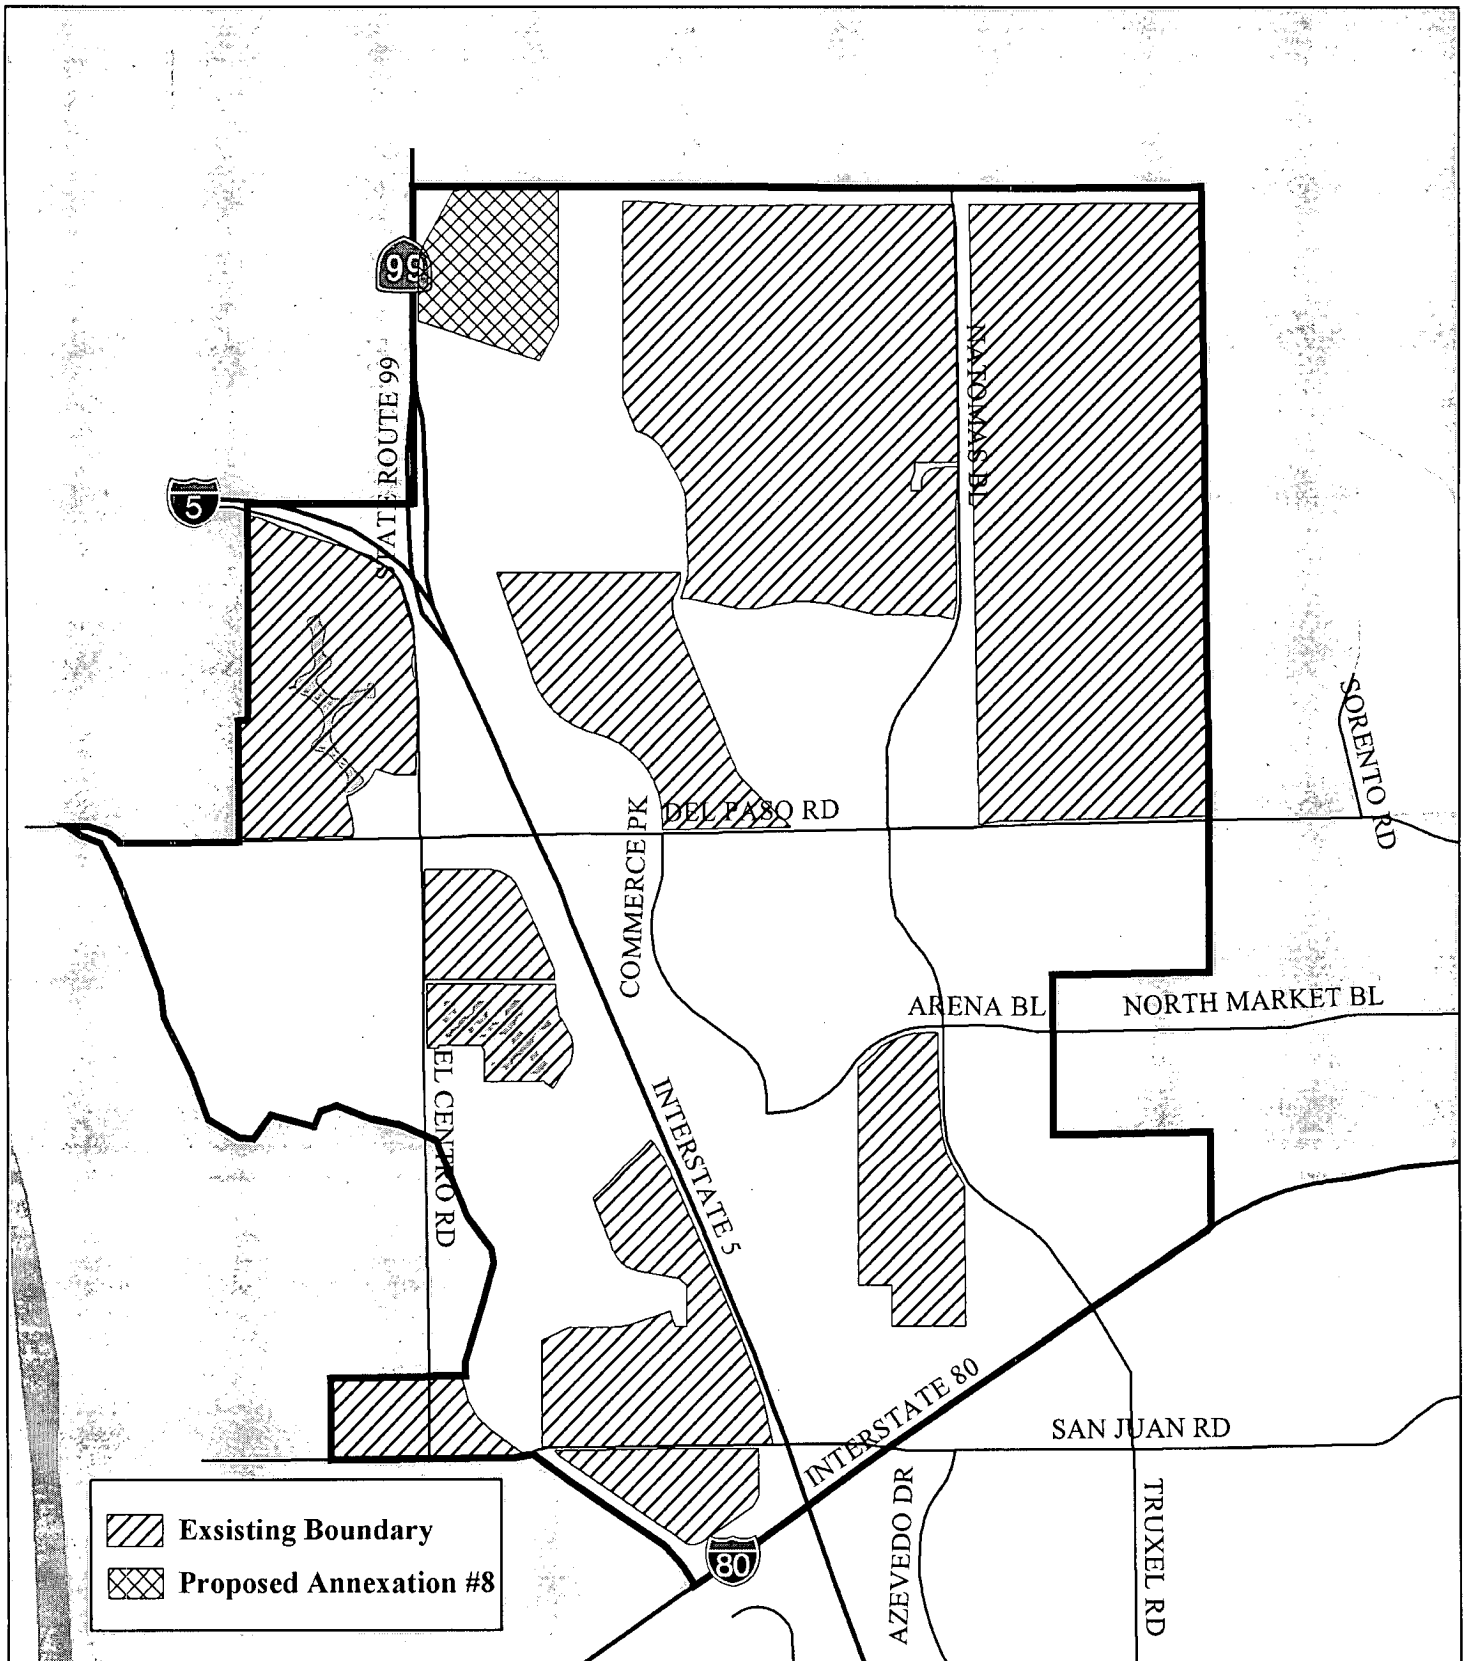 99
STATE ROUTE 99
NATOMAS BL
5
SORENTO RD
DEL PASO RD
COMMERCE PK
ARENA BL
NORTH MARKET BL
EL CENTRO RD
INTERSTATE 5
INTERSTATE 80
SAN JUAN RD
AZEVEDO DR
TRUXEL RD
80
Exsisting Boundary
Proposed Annexation #8